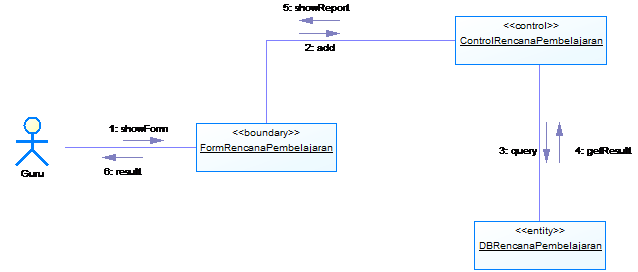 5: showReport
2: add
<<control>>
ControlRencanaPembelajaran
1: showForm
6: result
Guru
<<boundary>>
FormRencanaPembelajaran
3: query
4: getResult
<<entity>>
DBRencanaPembelajaran